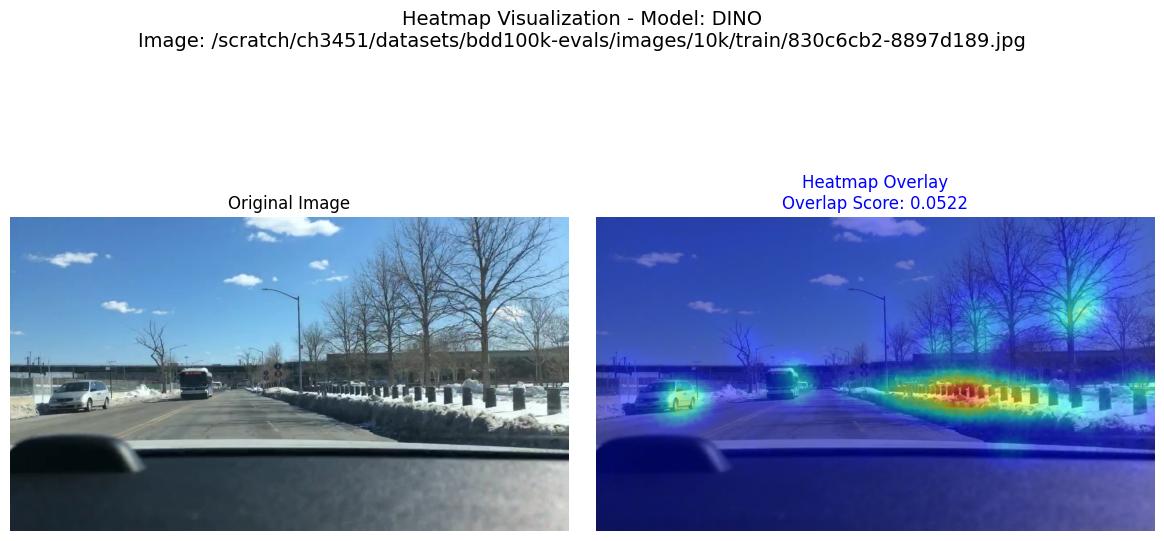 Heatmap Visualization - Model: DINO
Image: /scratch/ch3451/datasets/bdd100k-evals/images/10k/train/830c6cb2-8897d189.jpg
Original Image
Heatmap Overlay
Overlap Score: 0.0522